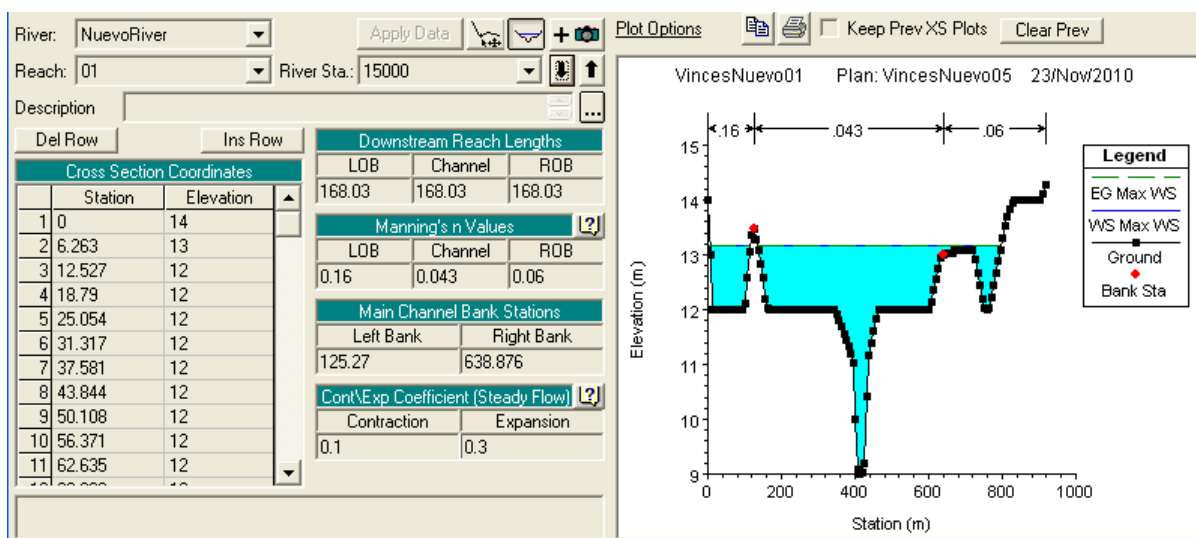 River: NuevoRiver Apply Data
Reach: 01 River Sta.: 15000
Description ...
Del Row Ins Row
Cross Section Coordinates
Station Elevation
1 0 14
2 6.263 13
3 12.527 12
4 18.79 12
5 25.054 12
6 31.317 12
7 37.581 12
8 43.844 12
9 50.108 12
10 56.371 12
11 62.635 12
Downstream Reach Lengths
LOB Channel ROB
168.03 168.03 168.03
Manning's n Values ?
LOB Channel ROB
0.16 0.043 0.06
Main Channel Bank Stations
Left Bank Right Bank
125.27 638.876
Cont\Exp Coefficient (Steady Flow) ?
Contraction Expansion
0.1 0.3
Plot Options Keep Prev XS Plots Clear Prev
VincesNuevo01 Plan: VincesNuevo05 23/Nov/2010
.16 .043 .06
15
14
13
12
11
10
9
Elevation (m)
0 200 400 600 800 1000
Station (m)
Legend
EG Max WS
WS Max WS
Ground
Bank Sta